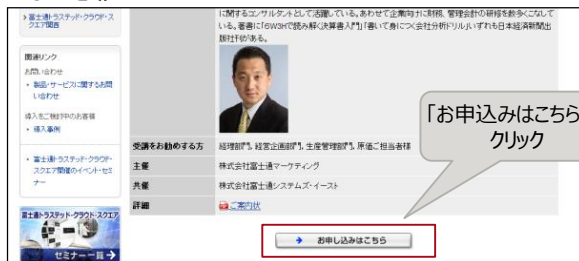 富士通トラステッド・クラウド・スクエア関西
関連リンク
お問い合わせ
製品・サービスに関するお問い合わせ
導入をご検討中のお客様
導入事例
富士通トラステッド・クラウド・スクエア開催のイベント・セミナー
富士通トラステッド・クラウド・スクエア
セミナー一覧
に関するコンサルタントとして活躍している。あわせて企業向けに財務、管理会計の研修を数多くこなして
いる。著書に「6W3Hで読み解く決算書入門」「書いて身につく会社分析ドリル」(いずれも日本経済新聞出
版社刊)がある。
受講をお勧めする方
経理部門、経営企画部門、生産管理部門、原価ご担当者様
主催
株式会社富士通マーケティング
共催
株式会社富士通システムズ・イースト
詳細
ご案内状
お申し込みはこちら
「お申込みはこちら
クリック